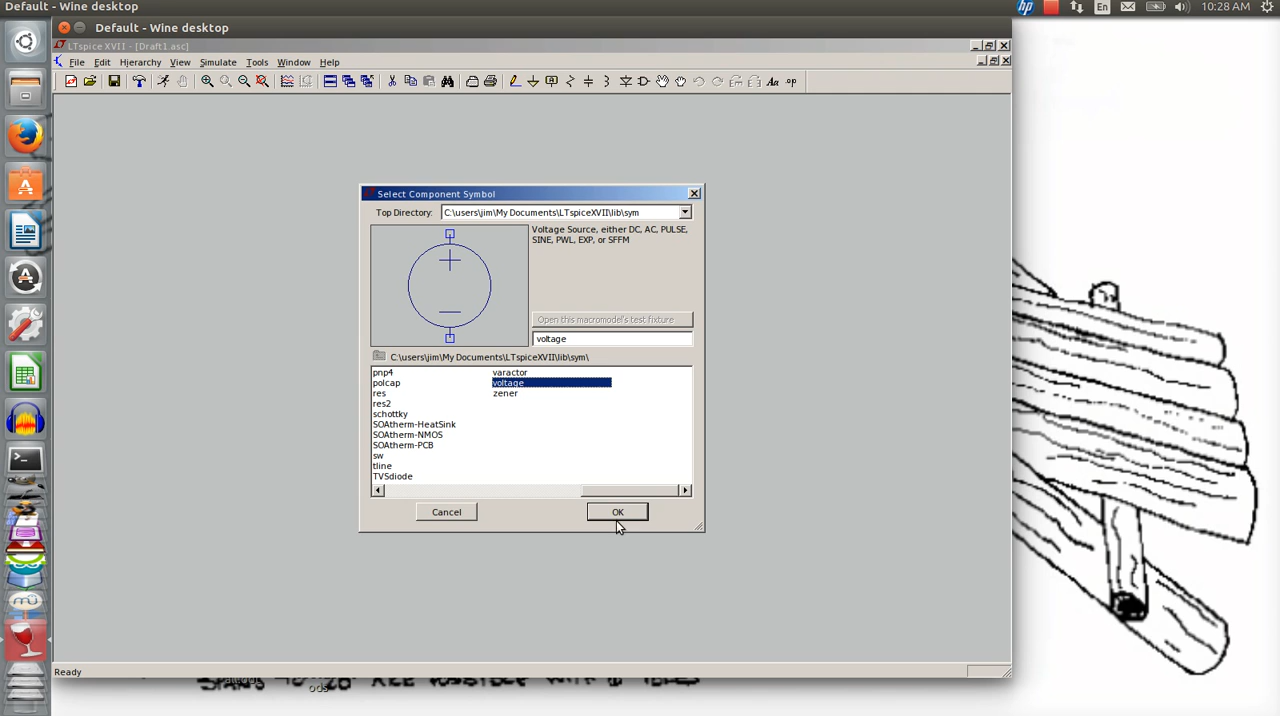 Default - Wine desktop
En
10:28 AM
Default - Wine desktop
LTspice XVII - [Draft1.asc]
File Edit Hierarchy View Simulate Tools Window Help
Aa .op
Select Component Symbol
Top Directory: C:\users\jim\My Documents\LTspiceXVII\lib\sym
Voltage Source, either DC, AC, PULSE,
SINE, PWL, EXP, or SFFM
Open this macromodel's test fixture
voltage
C:\users\jim\My Documents\LTspiceXVII\lib\sym\
pnp4
polcap
res
res2
schottky
SOAtherm-HeatSink
SOAtherm-NMOS
SOAtherm-PCB
sw
tline
TVSdiode
varactor
voltage
zener
Cancel
OK
Ready
ods